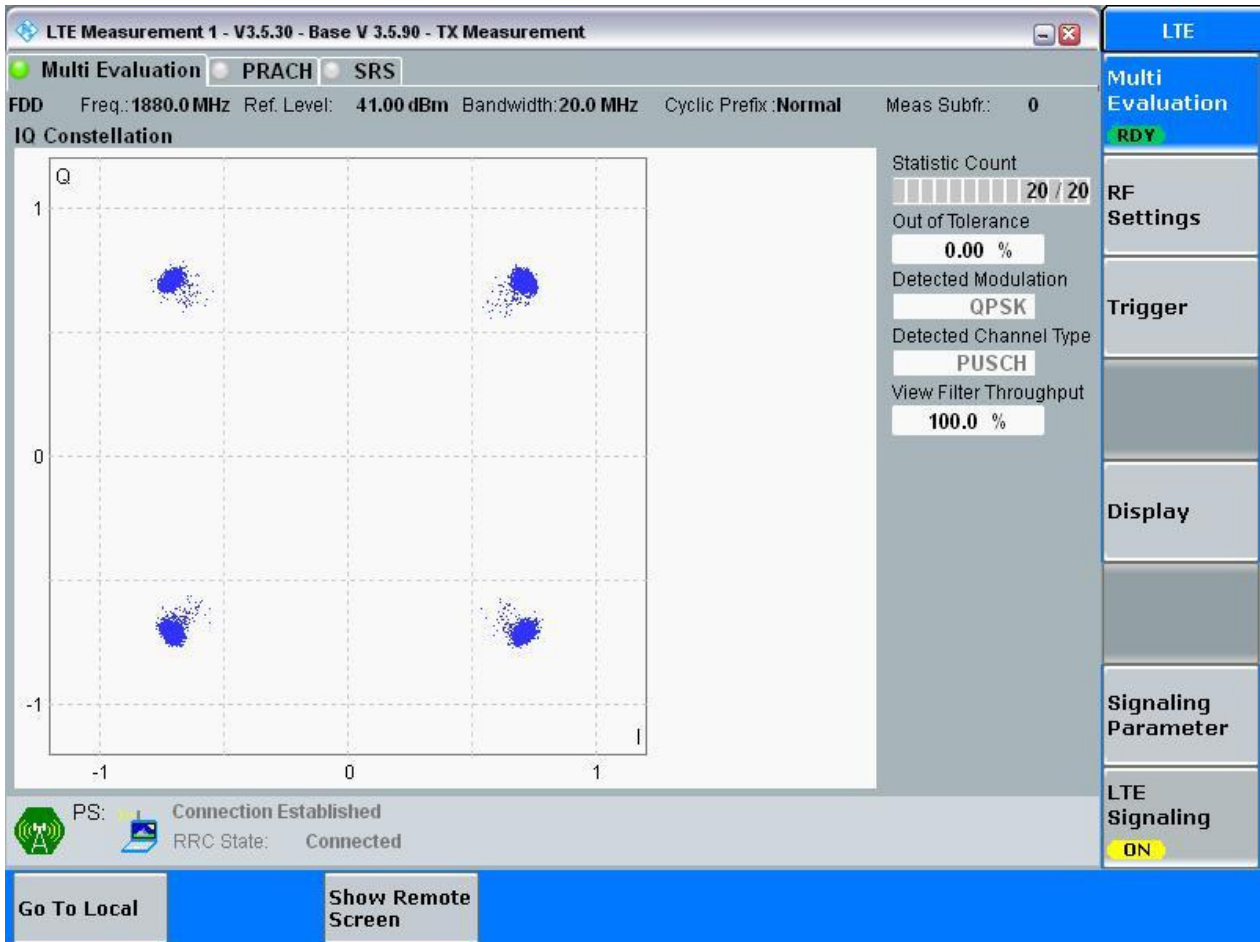 LTE Measurement 1 - V3.5.30 - Base V 3.5.90 - TX Measurement
Multi Evaluation PRACH SRS
FDD Freq.: 1880.0 MHz Ref. Level: 41.00 dBm Bandwidth: 20.0 MHz Cyclic Prefix : Normal Meas Subfr.: 0
IQ Constellation
Q
1
0
-1
I
-1 0 1
Statistic Count
20 / 20
Out of Tolerance
0.00 %
Detected Modulation
QPSK
Detected Channel Type
PUSCH
View Filter Throughput
100.0 %
PS: Connection Established
RRC State: Connected
LTE
Multi
Evaluation
RDY
RF
Settings
Trigger
Display
Signaling
Parameter
LTE
Signaling
ON
Go To Local
Show Remote
Screen